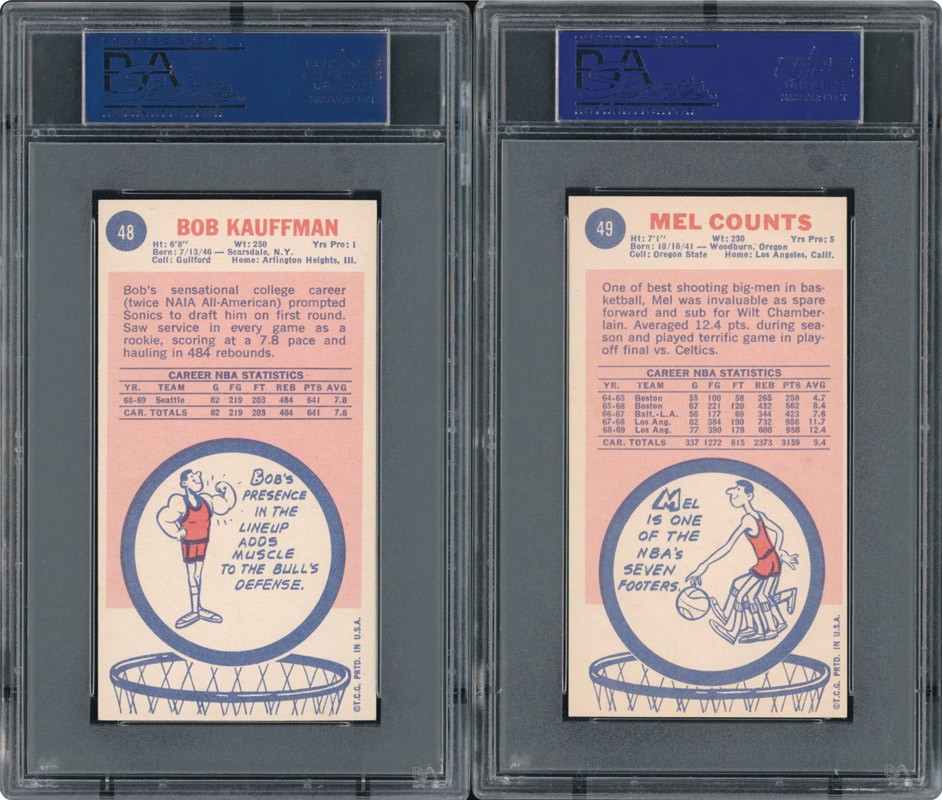 PROFESSIONAL
PSA
48
BOB KAUFFMAN
Ht: 6'8" Wt: 250 Yrs Pro: 1
Born: 7/13/46 — Scarsdale, N.Y.
Coll: Guilford Home: Arlington Heights, Ill.
Bob's sensational college career
(twice NAIA All-American) prompted
Sonics to draft him on first round.
Saw service in every game as a
rookie, scoring at a 7.8 pace and
hauling in 484 rebounds.
CAREER NBA STATISTICS
YR. TEAM G FG FT REB PTS AVG
68-69 Seattle 82 219 203 484 641 7.8
CAR. TOTALS 82 219 203 484 641 7.8
BOB'S
PRESENCE
IN THE
LINEUP
ADDS
MUSCLE
TO THE BULL'S
DEFENSE.
©T.C.G. PRTD. IN U.S.A.
PSA
49
MEL COUNTS
Ht: 7'1" Wt: 230 Yrs Pro: 5
Born: 10/16/41 — Woodburn, Oregon
Coll: Oregon State Home: Los Angeles, Calif.
One of best shooting big-men in bas-
ketball, Mel was invaluable as spare
forward and sub for Wilt Chamber-
lain. Averaged 12.4 pts. during sea-
son and played terrific game in play-
off final vs. Celtics.
CAREER NBA STATISTICS
YR. TEAM G FG FT REB PTS AVG
64-65 Boston 55 100 58 265 258 4.7
65-66 Boston 67 221 120 432 562 8.4
66-67 Balt.-L.A. 56 177 69 344 423 7.6
67-68 Los Ang. 82 384 190 732 958 11.7
68-69 Los Ang. 77 390 178 600 958 12.4
CAR. TOTALS 337 1272 615 2373 3159 9.4
MEL
IS ONE
OF THE
NBA'S
SEVEN
FOOTERS.
©T.C.G. PRTD. IN U.S.A.